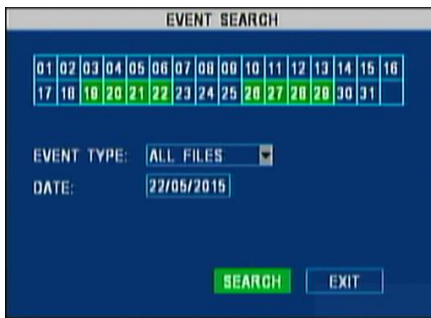 EVENT SEARCH
01 02 03 04 05 06 07 08 09 10 11 12 13 14 15 16
17 18 19 20 21 22 23 24 25 26 27 28 29 30 31
EVENT TYPE: ALL FILES
DATE: 22/05/2015
SEARCH EXIT